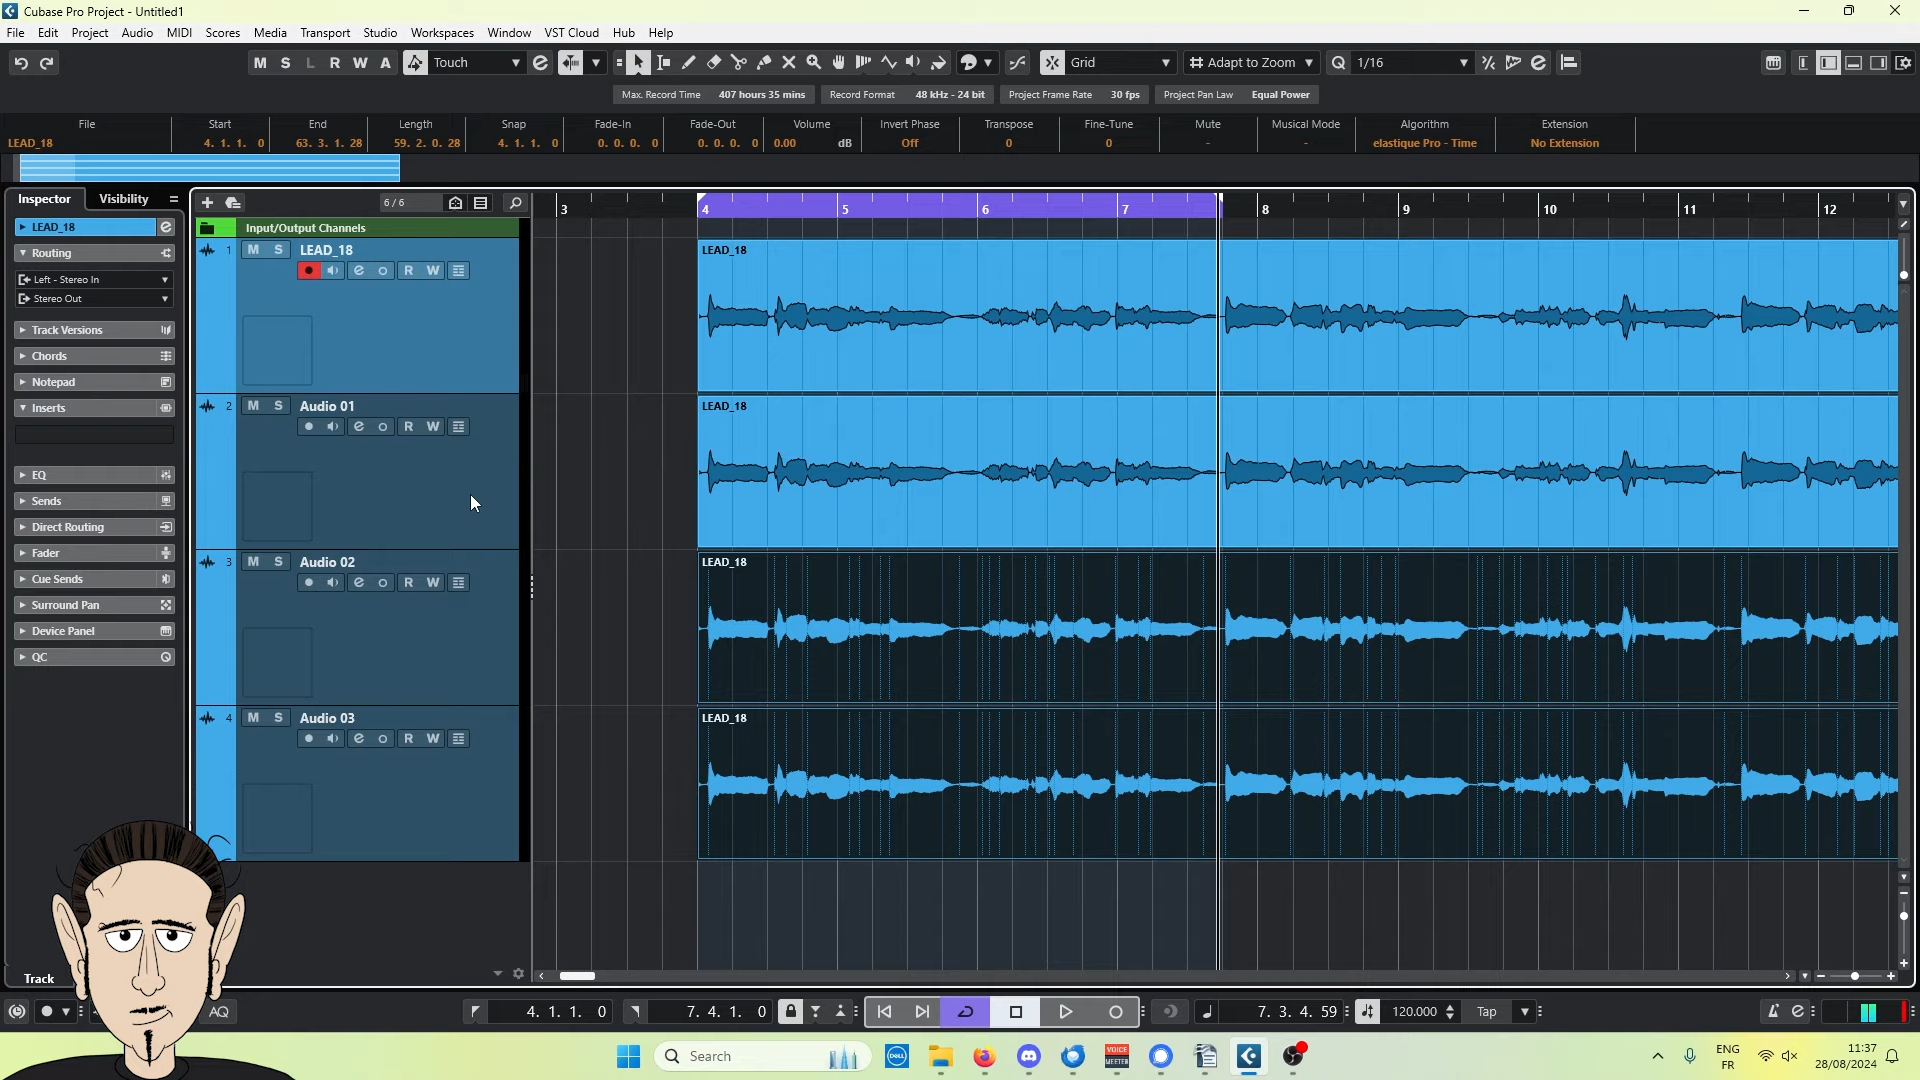 Cubase Pro Project - Untitled1
File Edit Project Audio MIDI Scores Media Transport Studio Workspaces Window VST Cloud Hub Help
M S L R W A Touch Grid Adapt to Zoom Q 1/16
Max. Record Time 407 hours 35 mins Record Format 48 kHz - 24 bit Project Frame Rate 30 fps Project Pan Law Equal Power
File Start End Length Snap Fade-In Fade-Out Volume Invert Phase Transpose Fine-Tune Mute Musical Mode Algorithm Extension
LEAD_18 4. 1. 1. 0 63. 3. 1. 28 59. 2. 0. 28 4. 1. 1. 0 0. 0. 0. 0 0. 0. 0. 0 0.00 dB Off 0 0 - - elastique Pro - Time No Extension
Inspector Visibility 6 / 6 3 4 5 6 7 8 9 10 11 12
LEAD_18 e
Routing
Left - Stereo In
Stereo Out
Track Versions
Chords
Notepad
Inserts
EQ
Sends
Direct Routing
Fader
Cue Sends
Surround Pan
Device Panel
QC
Track
Input/Output Channels
1 M S LEAD_18
e R W
2 M S Audio 01
e R W
3 M S Audio 02
e R W
4 M S Audio 03
e R W
LEAD_18
LEAD_18
LEAD_18
LEAD_18
AQ 4. 1. 1. 0 7. 4. 1. 0 7. 3. 4. 59 120.000 Tap
Search DELL VOICE MEETER ENG FR 11:37 28/08/2024